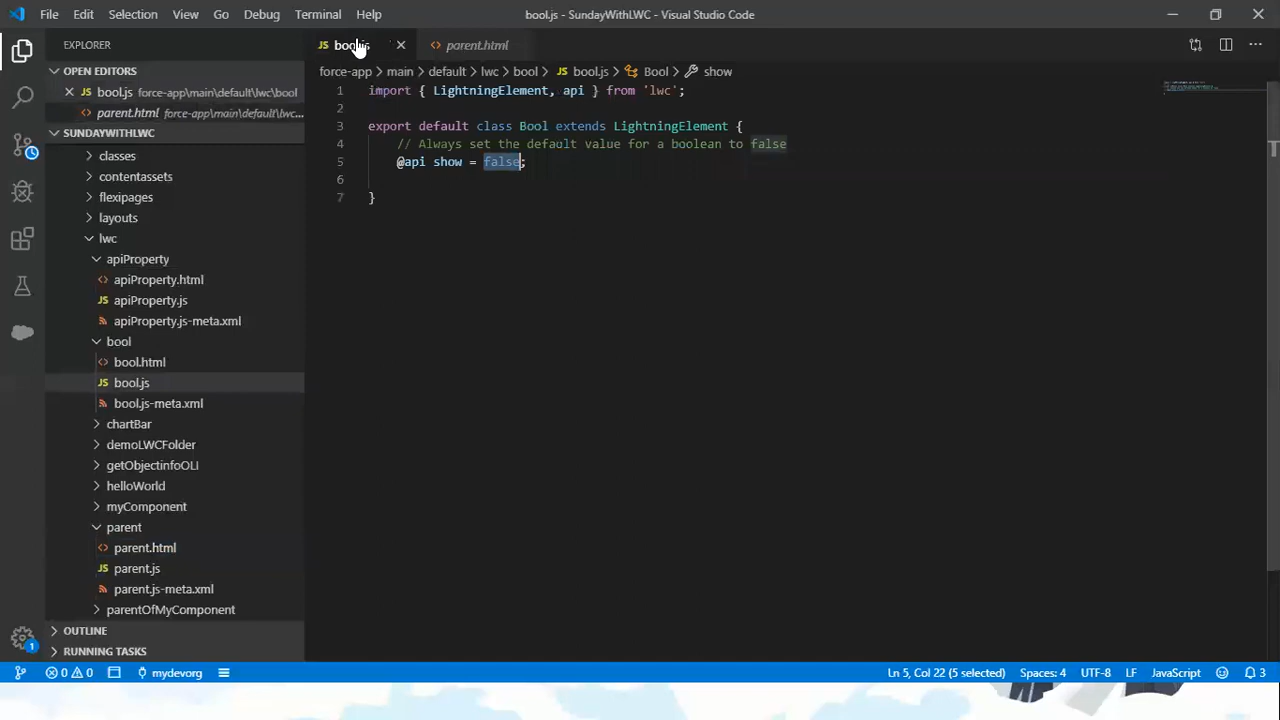 File Edit Selection View Go Debug Terminal Help
bool.js - SundayWithLWC - Visual Studio Code
EXPLORER
OPEN EDITORS
bool.js force-app\main\default\lwc\bool
parent.html force-app\main\default\lwc...
SUNDAYWITHLWC
classes
contentassets
flexipages
layouts
lwc
apiProperty
apiProperty.html
apiProperty.js
apiProperty.js-meta.xml
bool
bool.html
bool.js
bool.js-meta.xml
chartBar
demoLWCFolder
getObjectinfoOLI
helloWorld
myComponent
parent
parent.html
parent.js
parent.js-meta.xml
parentOfMyComponent
OUTLINE
RUNNING TASKS
JS bool.js parent.html
force-app > main > default > lwc > bool > JS bool.js > Bool > show
1 import { LightningElement, api } from 'lwc';
2
3 export default class Bool extends LightningElement {
4 // Always set the default value for a boolean to false
5 @api show = false;
6
7 }
0 0 mydevorg
Ln 5, Col 22 (5 selected) Spaces: 4 UTF-8 LF JavaScript 3